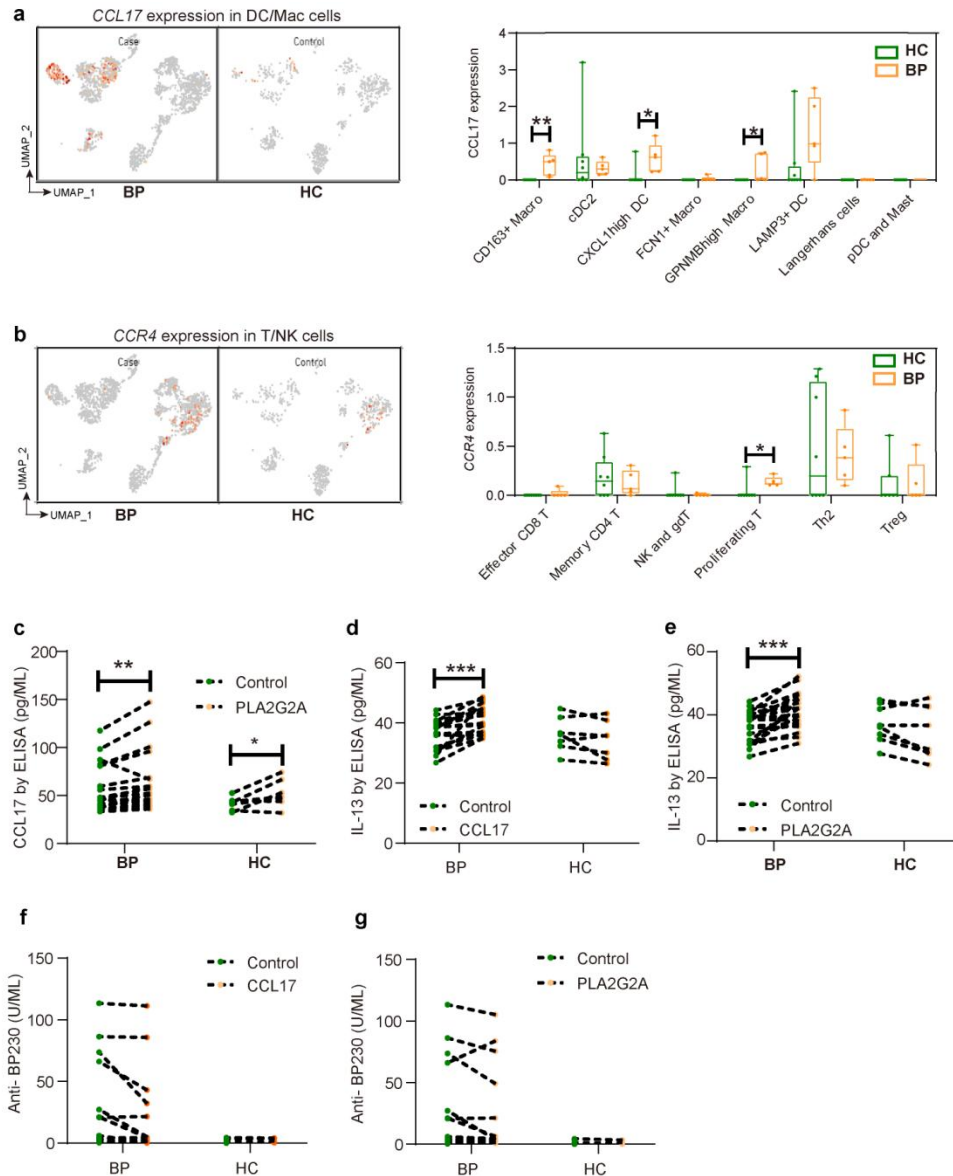 a
CCL17 expression in DC/Mac cells
Case
Control
UMAP_2
UMAP_1
BP
HC
CCL17 expression
4
3
2
1
0
**
*
*
HC
BP
CD163+ Macro
cDC2
CXCL1high DC
FCN1+ Macro
GPNMBhigh Macro
LAMP3+ DC
Langerhans cells
pDC and Mast
b
CCR4 expression in T/NK cells
Case
Control
UMAP_2
UMAP_1
BP
HC
CCR4 expression
1.5
1.0
0.5
0.0
*
HC
BP
Effector CD8 T
Memory CD4 T
NK and gdT
Proliferating T
Th2
Treg
c
CCL17 by ELISA (pg/ML)
200
150
100
50
0
**
*
Control
PLA2G2A
BP
HC
d
IL-13 by ELISA (pg/ML)
60
40
20
0
***
Control
CCL17
BP
HC
e
IL-13 by ELISA (pg/ML)
60
40
20
0
***
Control
PLA2G2A
BP
HC
f
Anti- BP230 (U/ML)
150
100
50
0
Control
CCL17
BP
HC
g
Anti- BP230 (U/ML)
150
100
50
0
Control
PLA2G2A
BP
HC